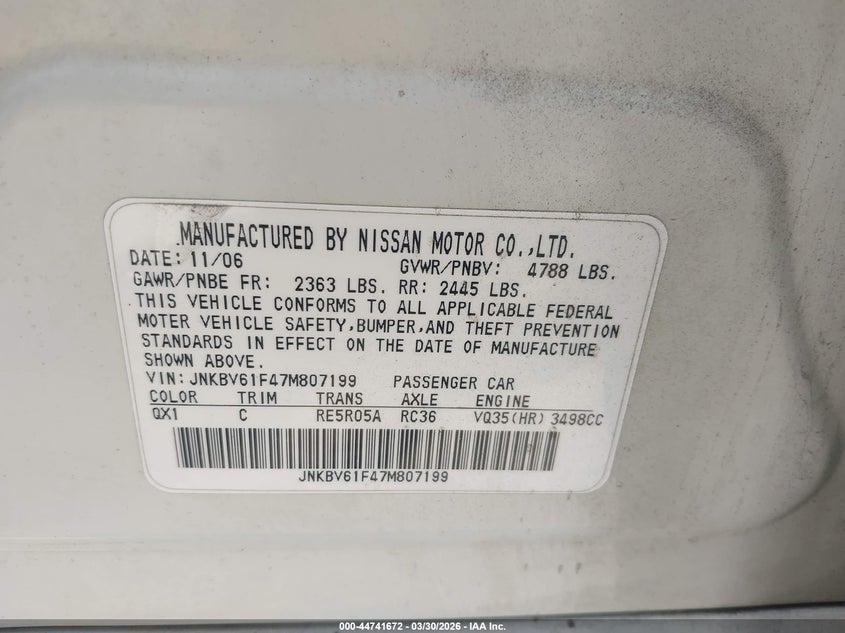 MANUFACTURED BY NISSAN MOTOR CO.,LTD.
DATE: 11/06 GVWR/PNBV: 4788 LBS.
GAWR/PNBE FR: 2363 LBS. RR: 2445 LBS.
THIS VEHICLE CONFORMS TO ALL APPLICABLE FEDERAL
MOTER VEHICLE SAFETY,BUMPER,AND THEFT PREVENTION
STANDARDS IN EFFECT ON THE DATE OF MANUFACTURE
SHOWN ABOVE.
VIN: JNKBV61F47M807199 PASSENGER CAR
COLOR TRIM TRANS AXLE ENGINE
QX1 C RE5R05A RC36 VQ35(HR) 3498CC
JNKBV61F47M807199
000-44741672 — 03/30/2026 — IAA Inc.